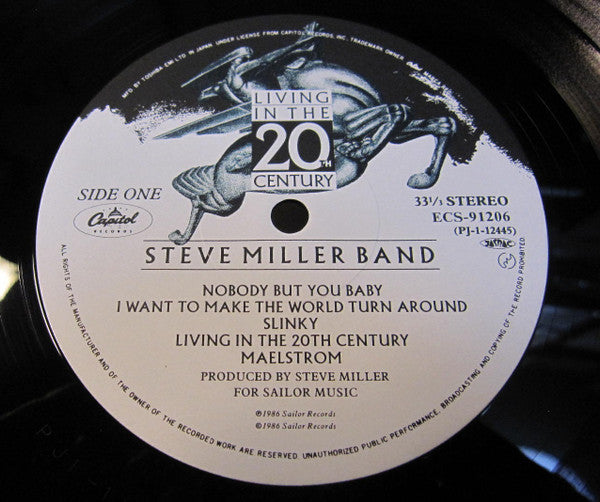 MFD BY TOSHIBA EMI LTD IN JAPAN UNDER LICENSE FROM CAPITOL RECORDS, INC. TRADEMARK OWNER
LIVING
IN THE
20TH
CENTURY
SIDE ONE
Capitol
RECORDS
33 1/3 STEREO
ECS-91206
(PJ-1-12445)
JASRAC
STEVE MILLER BAND
NOBODY BUT YOU BABY
I WANT TO MAKE THE WORLD TURN AROUND
SLINKY
LIVING IN THE 20TH CENTURY
MAELSTROM
PRODUCED BY STEVE MILLER
FOR SAILOR MUSIC
℗1986 Sailor Records
©1986 Sailor Records
ALL RIGHTS OF THE MANUFACTURER AND OF THE OWNER OF THE RECORDED WORK ARE RESERVED. UNAUTHORIZED PUBLIC PERFORMANCE, BROADCASTING AND COPYING OF THE RECORD PROHIBITED.